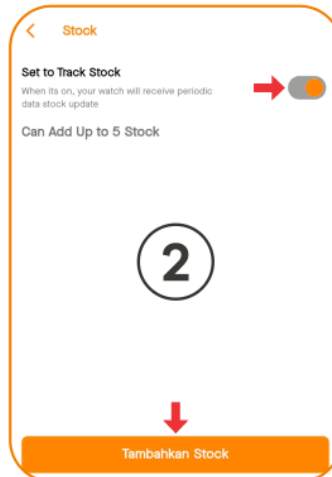 Stock
Set to Track Stock
When its on, your watch will receive periodic
data stock update
Can Add Up to 5 Stock
2
Tambahkan Stock